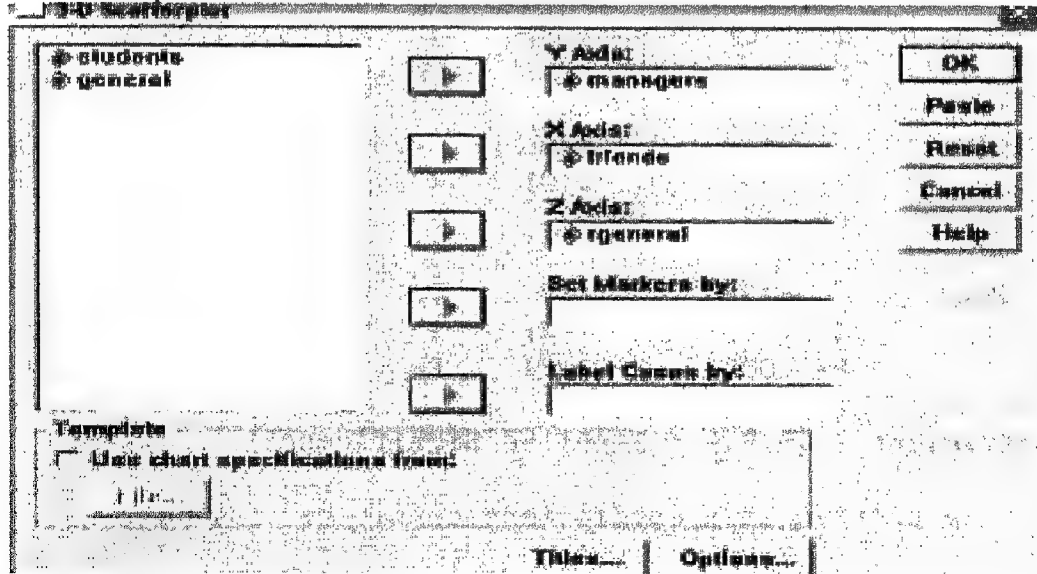 3-D Scatterplot
students
general
Y Axis:
managers
X Axis:
friends
Z Axis:
rgeneral
Set Markers by:
Label Cases by:
OK
Paste
Reset
Cancel
Help
Template
Use chart specifications from:
File...
Titles...
Options...